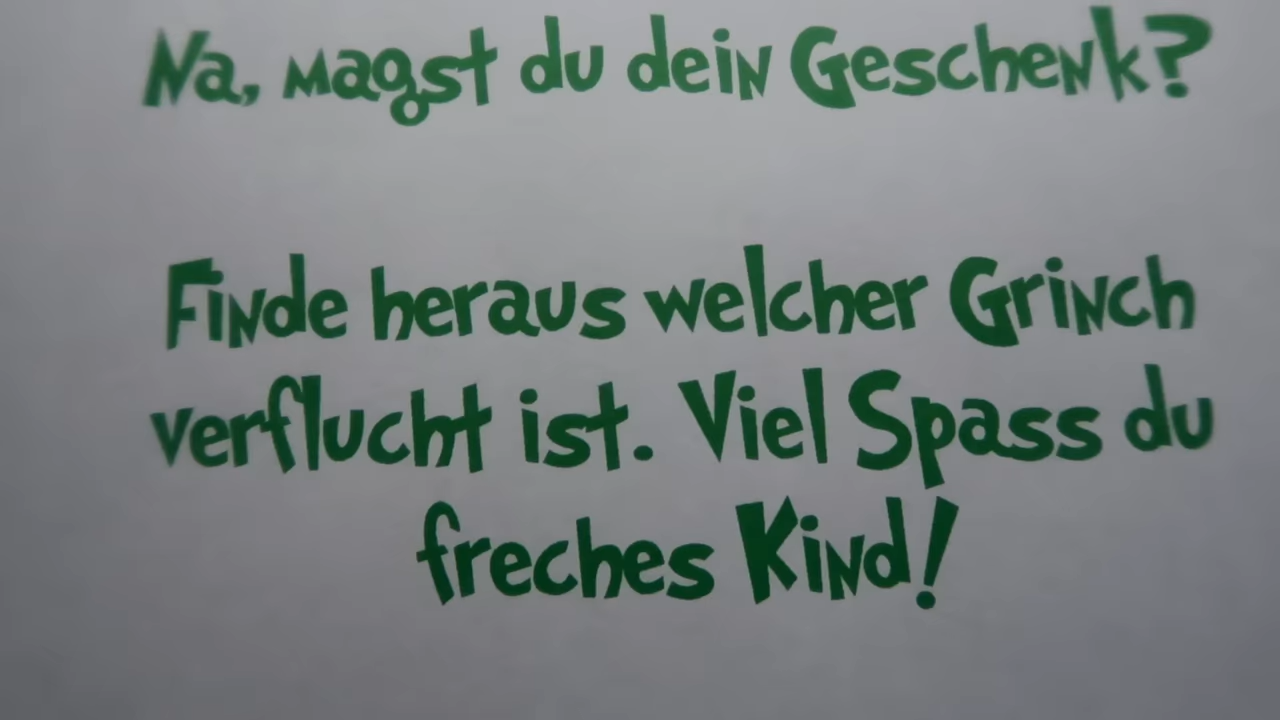 Na, magst du dein Geschenk?
Finde heraus welcher Grinch
verflucht ist. Viel Spass du
freches Kind!